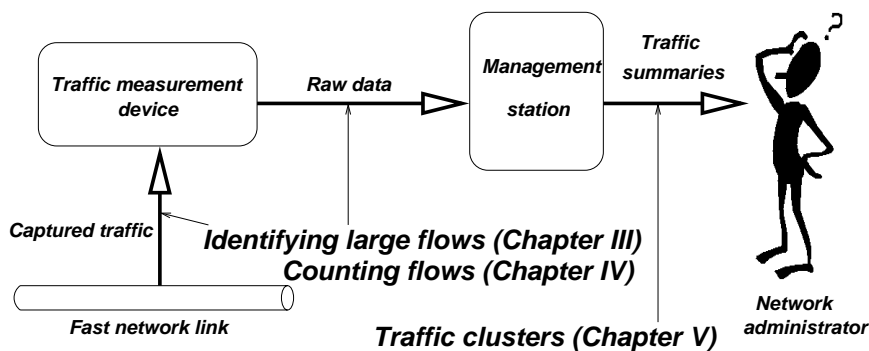 ?
Traffic measurement
device
Raw data
Management
station
Traffic
summaries
Captured traffic
Identifying large flows (Chapter III)
Counting flows (Chapter IV)
Fast network link
Traffic clusters (Chapter V)
Network
administrator